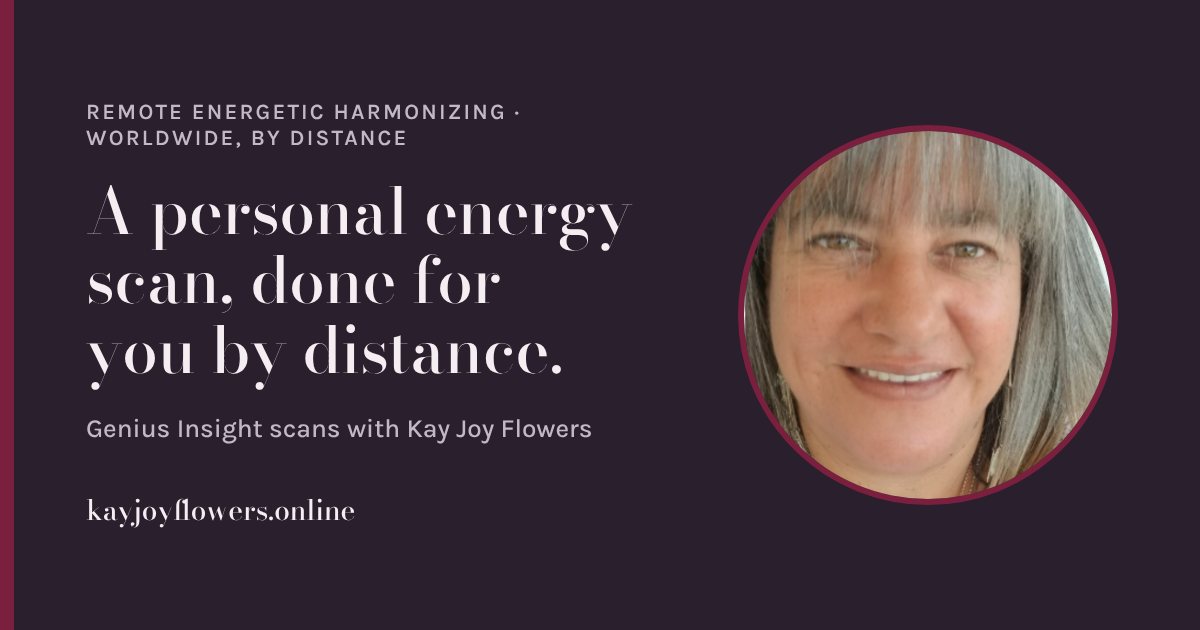 REMOTE ENERGETIC HARMONIZING ·
WORLDWIDE, BY DISTANCE
A personal energy
scan, done for
you by distance.
Genius Insight scans with Kay Joy Flowers
kayjoyflowers.online